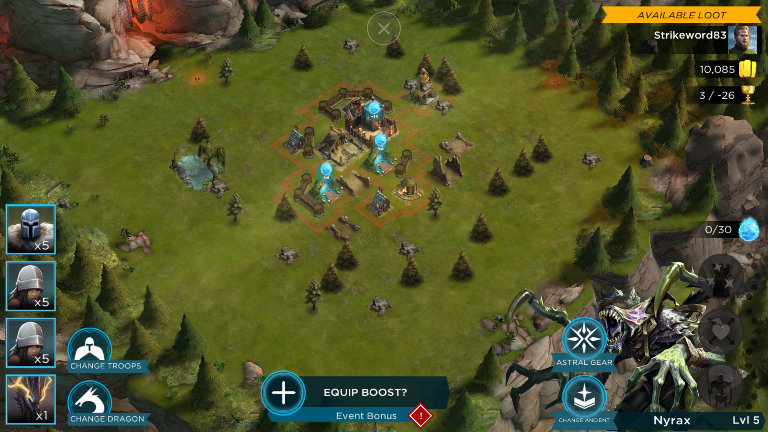 AVAILABLE LOOT
Strikeword83
10,085
3 / -26
+15
0/30
x5
x5
x5
x1
CHANGE TROOPS
CHANGE DRAGON
EQUIP BOOST?
Event Bonus
!
ASTRAL GEAR
CHANGE ANCIENT
Nyrax
Lvl 5